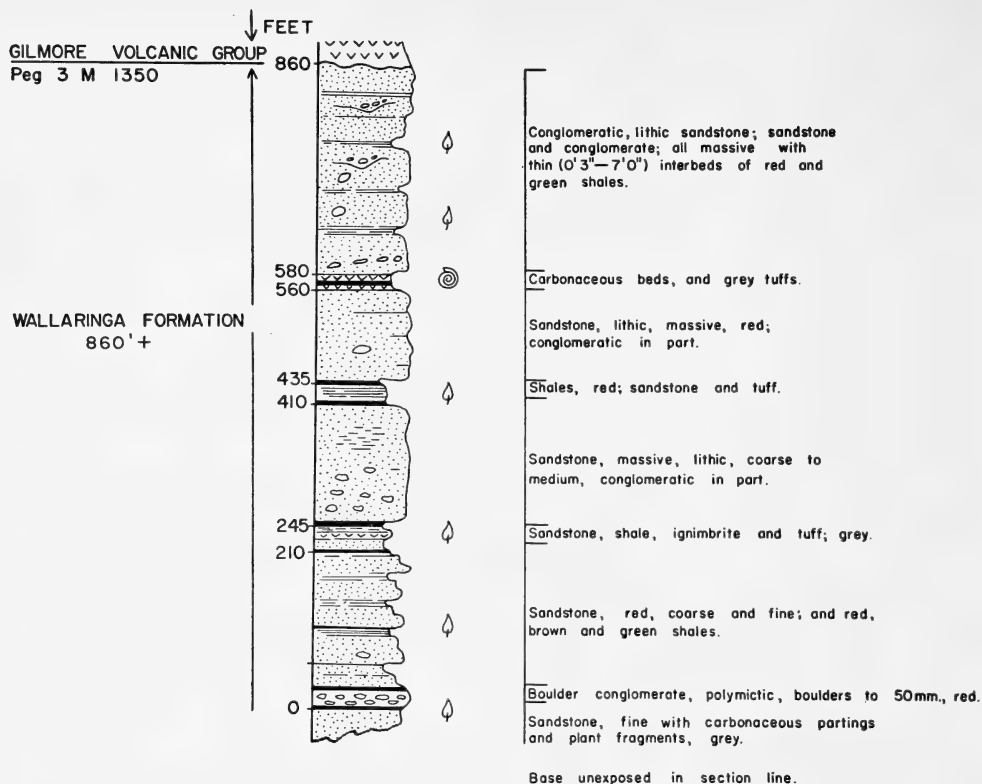 FEET
GILMORE VOLCANIC GROUP
860
Peg 3 M 1350
Conglomeratic, lithic sandstone; sandstone
and conglomerate; all massive with
thin (0'3"—7'0") interbeds of red and
green shales.
580
Carbonaceous beds, and grey tuffs.
560
WALLARINGA FORMATION
860'+
Sandstone, lithic, massive, red;
conglomeratic in part.
435
Shales, red; sandstone and tuff.
410
Sandstone, massive, lithic, coarse to
medium, conglomeratic in part.
245
Sandstone, shale, ignimbrite and tuff; grey.
210
Sandstone, red, coarse and fine; and red,
brown and green shales.
Boulder conglomerate, polymictic, boulders to 50mm., red.
0
Sandstone, fine with carbonaceous partings
and plant fragments, grey.
Base unexposed in section line.